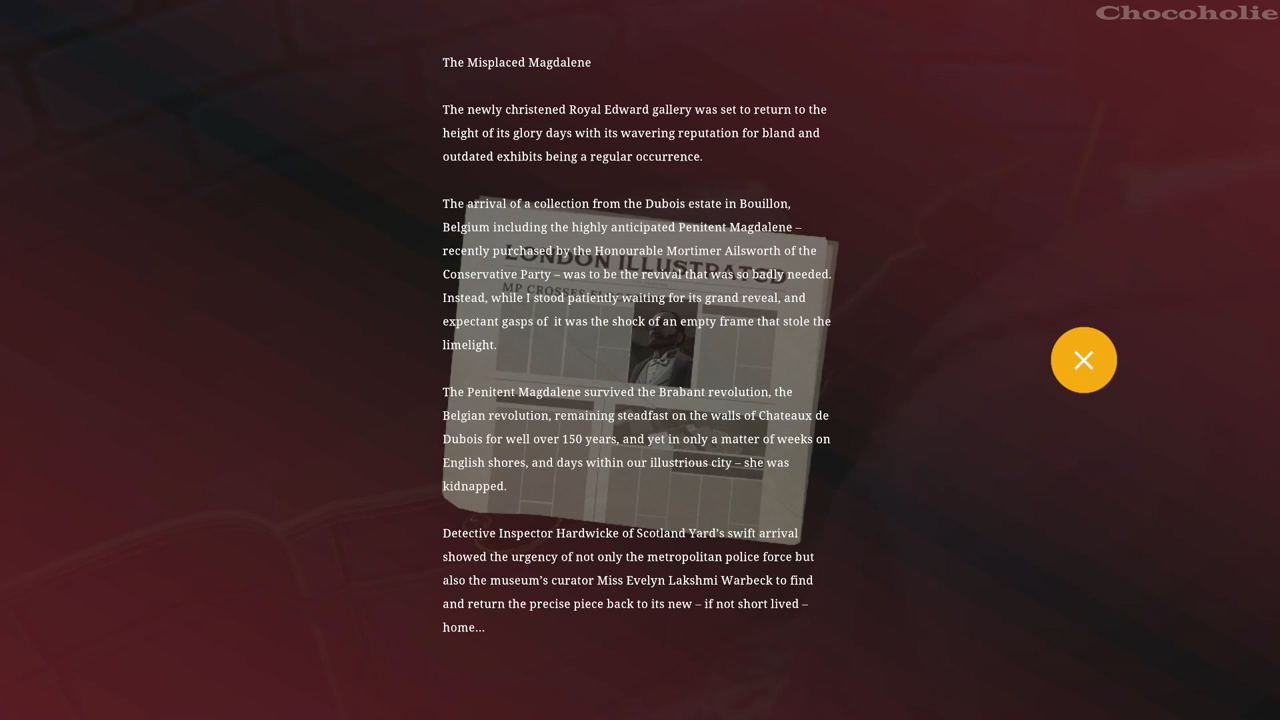 Chocoholic
The Misplaced Magdalene
The newly christened Royal Edward gallery was set to return to the
height of its glory days with its wavering reputation for bland and
outdated exhibits being a regular occurrence.
The arrival of a collection from the Dubois estate in Bouillon,
Belgium including the highly anticipated Penitent Magdalene –
recently purchased by the Honourable Mortimer Ailsworth of the
Conservative Party – was to be the revival that was so badly needed.
Instead, while I stood patiently waiting for its grand reveal, and
expectant gasps of  it was the shock of an empty frame that stole the
limelight.
The Penitent Magdalene survived the Brabant revolution, the
Belgian revolution, remaining steadfast on the walls of Chateaux de
Dubois for well over 150 years, and yet in only a matter of weeks on
English shores, and days within our illustrious city – she was
kidnapped.
Detective Inspector Hardwicke of Scotland Yard’s swift arrival
showed the urgency of not only the metropolitan police force but
also the museum’s curator Miss Evelyn Lakshmi Warbeck to find
and return the precise piece back to its new – if not short lived –
home...
LONDON ILLUSTRATED
MP CROSSES